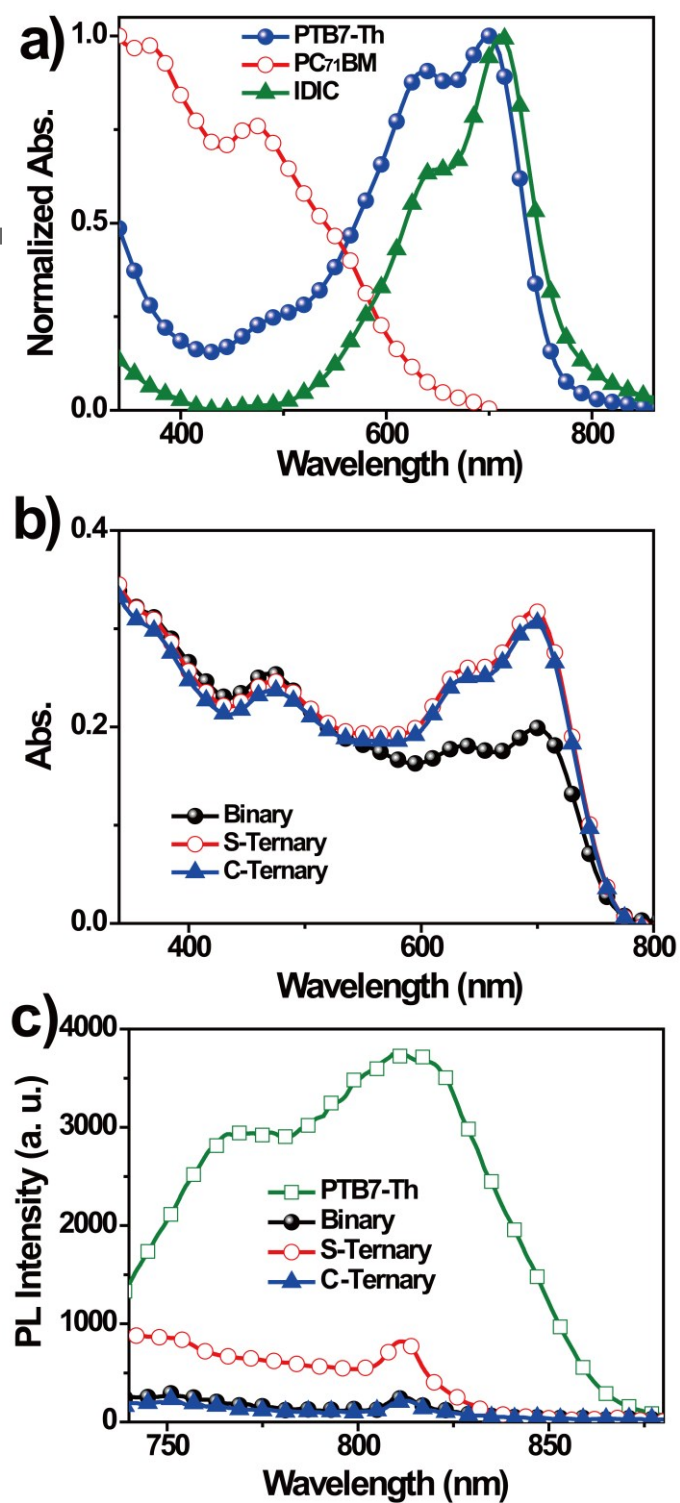 a)
1.0
0.5
0.0
Normalized Abs.
PTB7-Th
PC71BM
IDIC
400 600 800
Wavelength (nm)
b)
0.4
0.2
0.0
Abs.
Binary
S-Ternary
C-Ternary
400 600 800
Wavelength (nm)
c)
4000
3000
2000
1000
0
PL Intensity (a. u.)
PTB7-Th
Binary
S-Ternary
C-Ternary
750 800 850
Wavelength (nm)